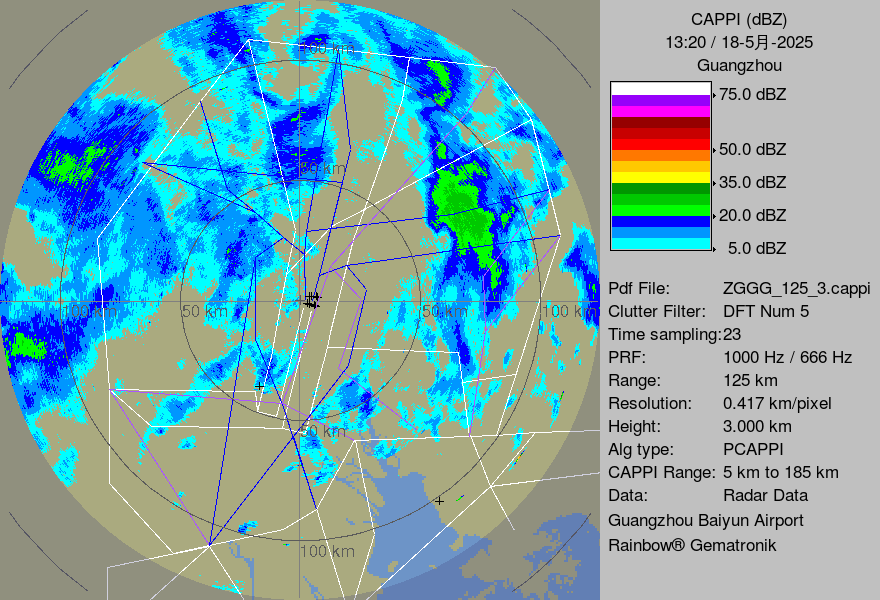 CAPPI (dBZ)
13:20 / 18-5月-2025
Guangzhou
75.0 dBZ
50.0 dBZ
35.0 dBZ
20.0 dBZ
5.0 dBZ
Pdf File: ZGGG_125_3.cappi
Clutter Filter: DFT Num 5
Time sampling:23
PRF: 1000 Hz / 666 Hz
Range: 125 km
Resolution: 0.417 km/pixel
Height: 3.000 km
Alg type: PCAPPI
CAPPI Range: 5 km to 185 km
Data: Radar Data
Guangzhou Baiyun Airport
Rainbow® Gematronik
100 km
50 km
100 km 50 km 50 km 100 km
50 km
100 km